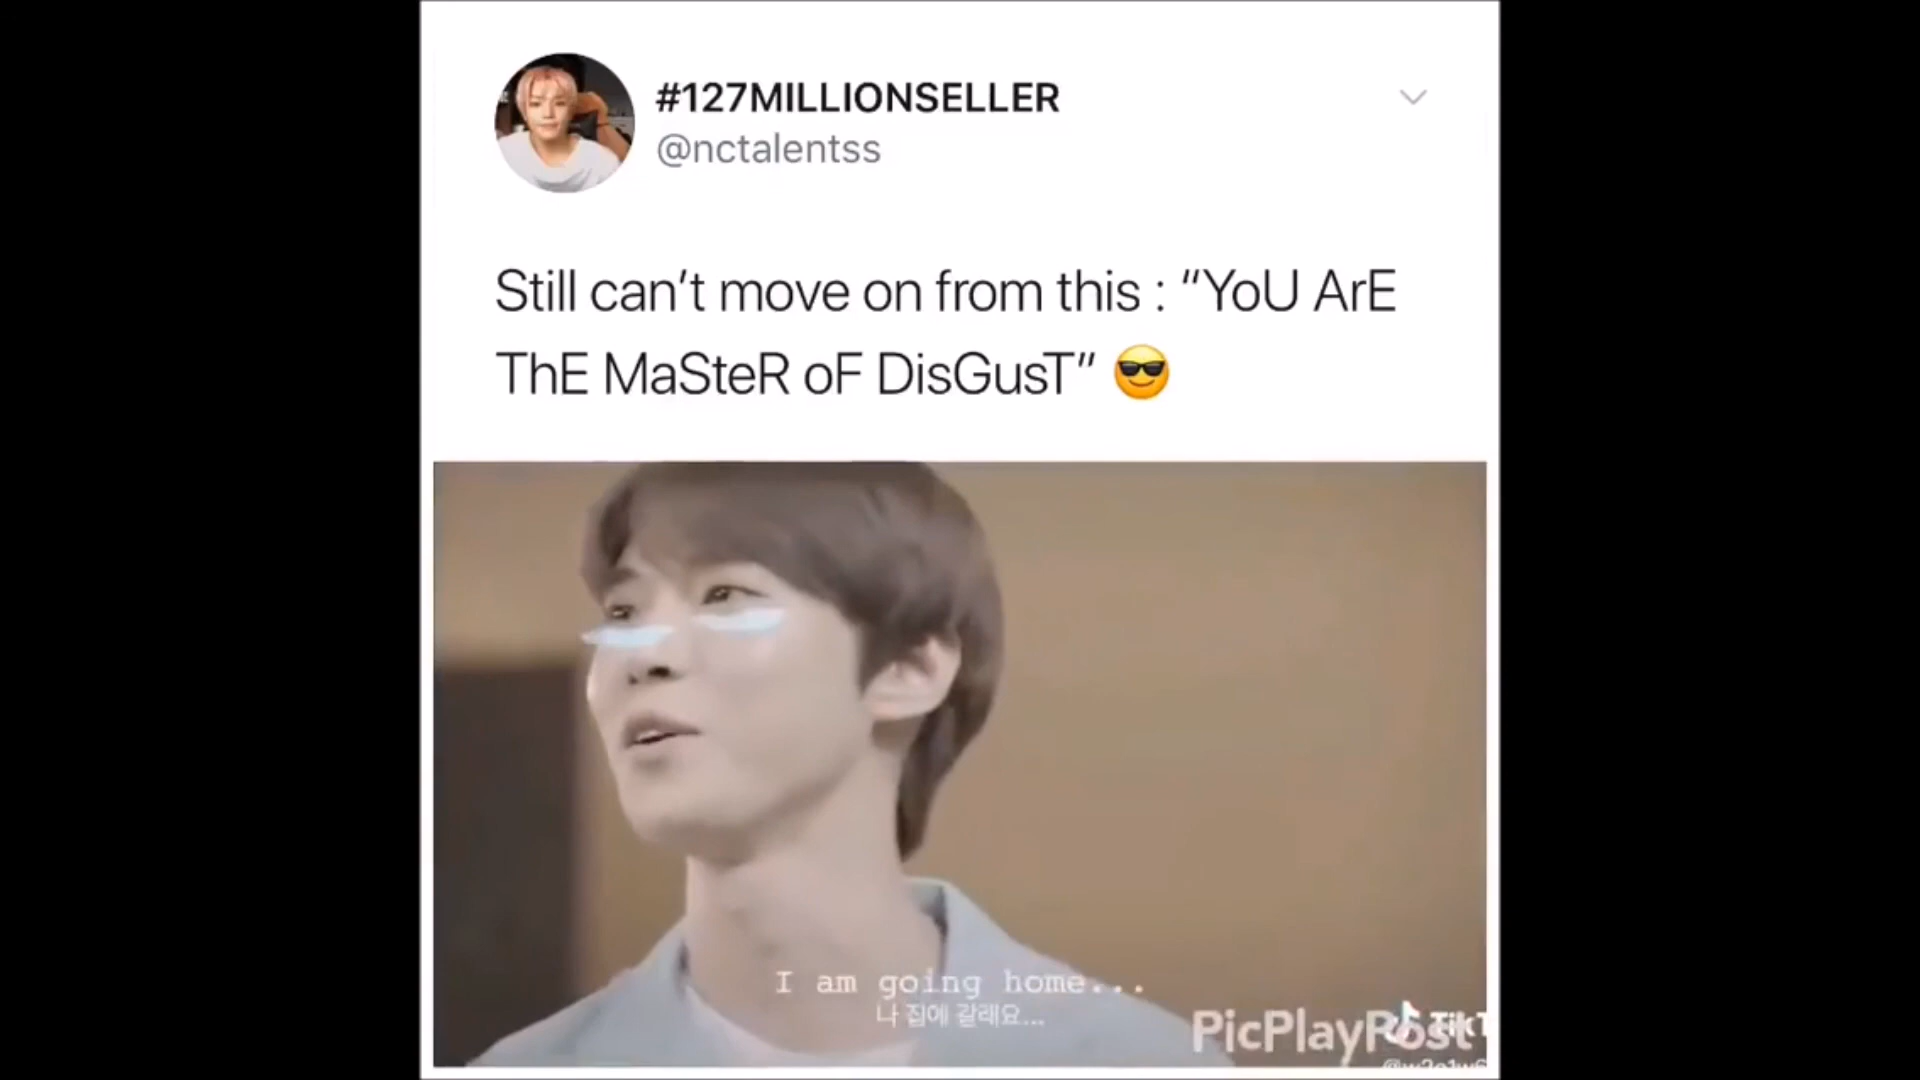 #127MILLIONSELLER
@nctalentss
Still can't move on from this : "YoU ArE
ThE MaSteR oF DisGusT" 😎
I am going home...
나 집에 갈래요...
PicPlayPost